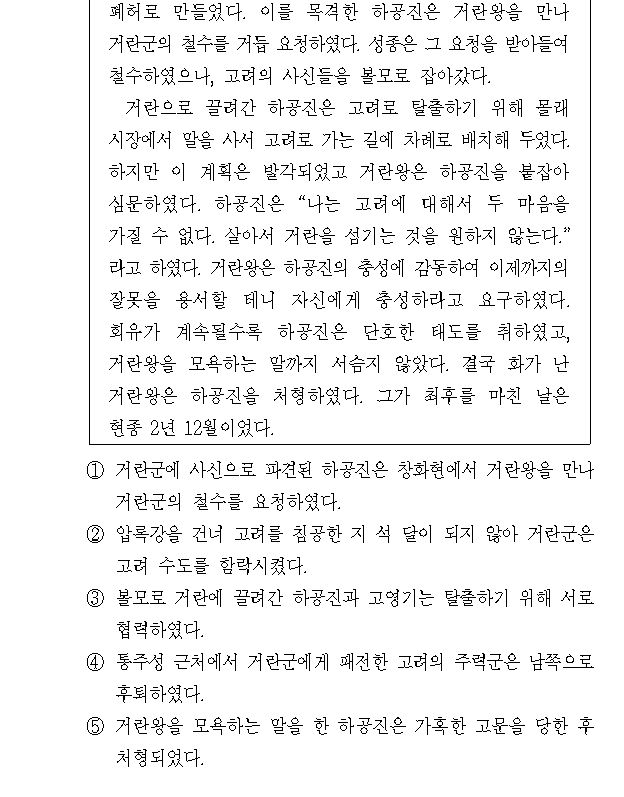 폐허로 만들었다. 이를 목격한 하공진은 거란왕을 만나
거란군의 철수를 거듭 요청하였다. 성종은 그 요청을 받아들여
철수하였으나, 고려의 사신들을 볼모로 잡아갔다.
거란으로 끌려간 하공진은 고려로 탈출하기 위해 몰래
시장에서 말을 사서 고려로 가는 길에 차례로 배치해 두었다.
하지만 이 계획은 발각되었고 거란왕은 하공진을 붙잡아
심문하였다. 하공진은 “나는 고려에 대해서 두 마음을
가질 수 없다. 살아서 거란을 섬기는 것을 원하지 않는다.”
라고 하였다. 거란왕은 하공진의 충성에 감동하여 이제까지의
잘못을 용서할 테니 자신에게 충성하라고 요구하였다.
회유가 계속될수록 하공진은 단호한 태도를 취하였고,
거란왕을 모욕하는 말까지 서슴지 않았다. 결국 화가 난
거란왕은 하공진을 처형하였다. 그가 최후를 마친 날은
현종 2년 12월이었다.
① 거란군에 사신으로 파견된 하공진은 창화현에서 거란왕을 만나
거란군의 철수를 요청하였다.
② 압록강을 건너 고려를 침공한 지 석 달이 되지 않아 거란군은
고려 수도를 함락시켰다.
③ 볼모로 거란에 끌려간 하공진과 고영기는 탈출하기 위해 서로
협력하였다.
④ 통주성 근처에서 거란군에게 패전한 고려의 주력군은 남쪽으로
후퇴하였다.
⑤ 거란왕을 모욕하는 말을 한 하공진은 가혹한 고문을 당한 후
처형되었다.